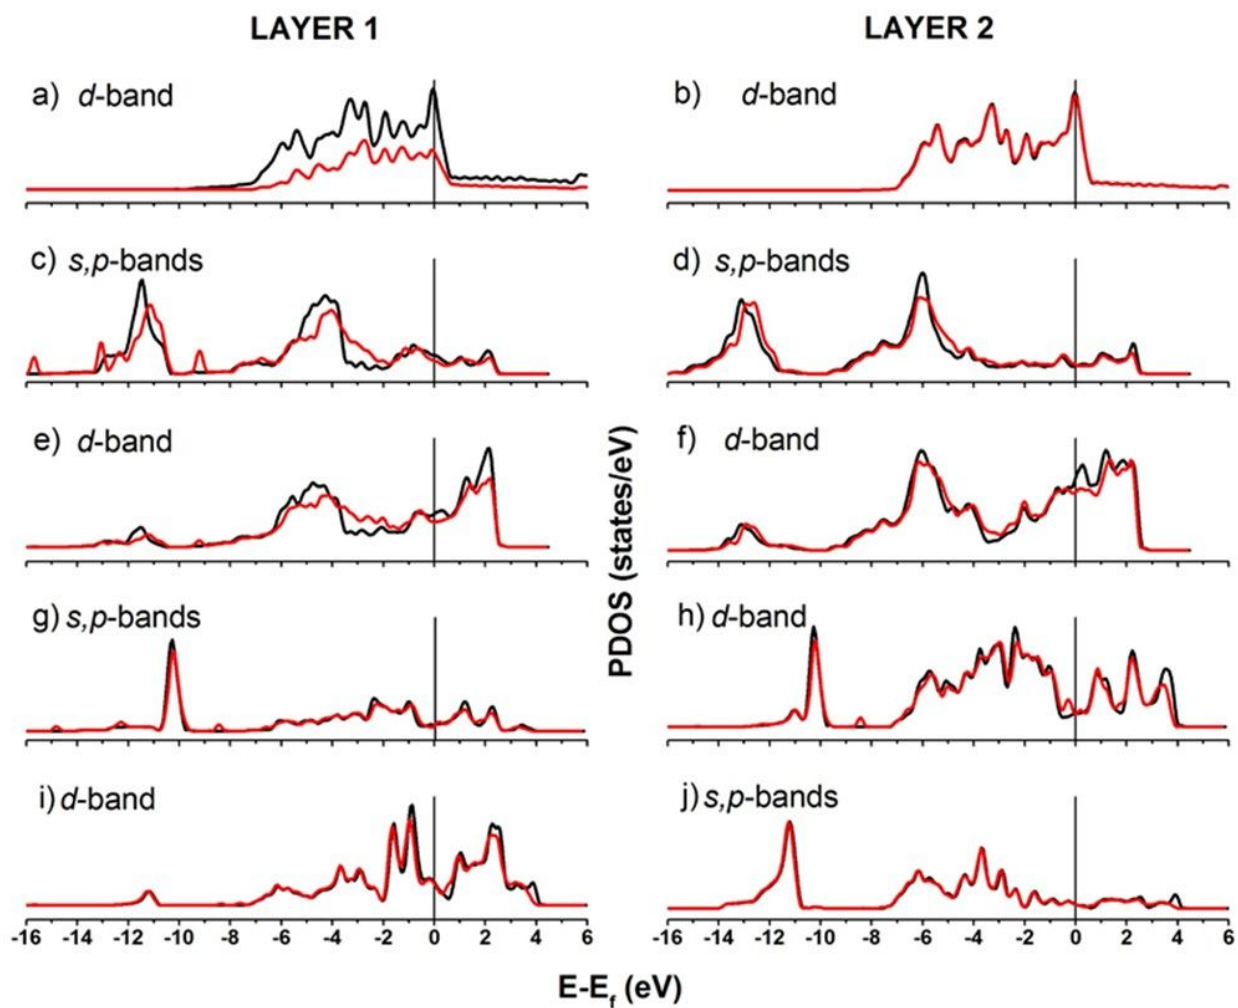 LAYER 1
LAYER 2
a) d-band
b) d-band
c) s,p-bands
d) s,p-bands
e) d-band
f) d-band
g) s,p-bands
h) d-band
i) d-band
j) s,p-bands
PDOS (states/eV)
-16 -14 -12 -10 -8 -6 -4 -2 0 2 4 6
-16 -14 -12 -10 -8 -6 -4 -2 0 2 4 6
E-Ef (eV)